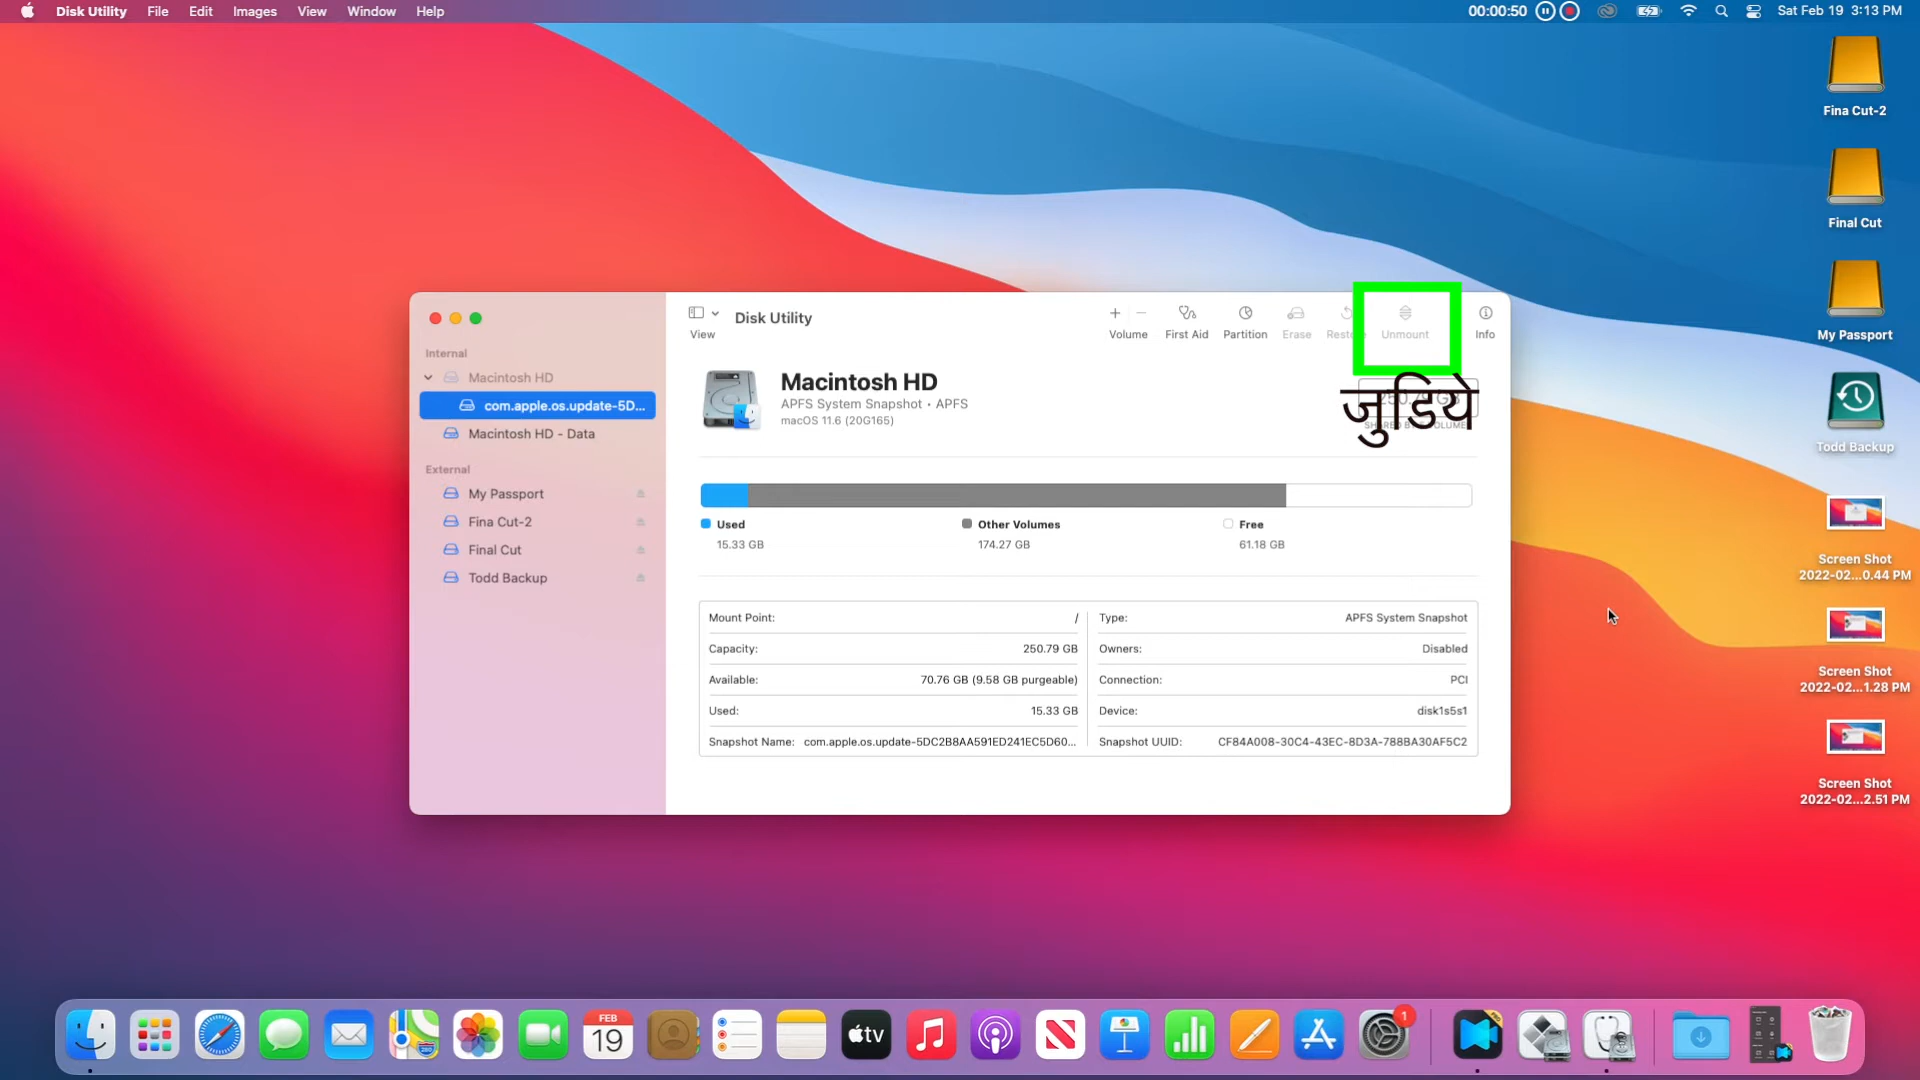 Disk Utility File Edit Images View Window Help 00:00:50 Sat Feb 19 3:13 PM
Fina Cut-2
Final Cut
My Passport
Todd Backup
Screen Shot
2022-02...0.44 PM
Screen Shot
2022-02...1.28 PM
Screen Shot
2022-02...2.51 PM
Internal
Macintosh HD
com.apple.os.update-5D...
Macintosh HD - Data
External
My Passport
Fina Cut-2
Final Cut
Todd Backup
View
Disk Utility
Volume First Aid Partition Erase Restore Unmount Info
Macintosh HD
APFS System Snapshot • APFS
macOS 11.6 (20G165)
जुडिये
Used
15.33 GB
Other Volumes
174.27 GB
Free
61.18 GB
Mount Point: /
Capacity: 250.79 GB
Available: 70.76 GB (9.58 GB purgeable)
Used: 15.33 GB
Snapshot Name: com.apple.os.update-5DC2B8AA591ED241EC5D60...
Type: APFS System Snapshot
Owners: Disabled
Connection: PCI
Device: disk1s5s1
Snapshot UUID: CF84A008-30C4-43EC-8D3A-788BA30AF5C2
FEB
19
tv
1